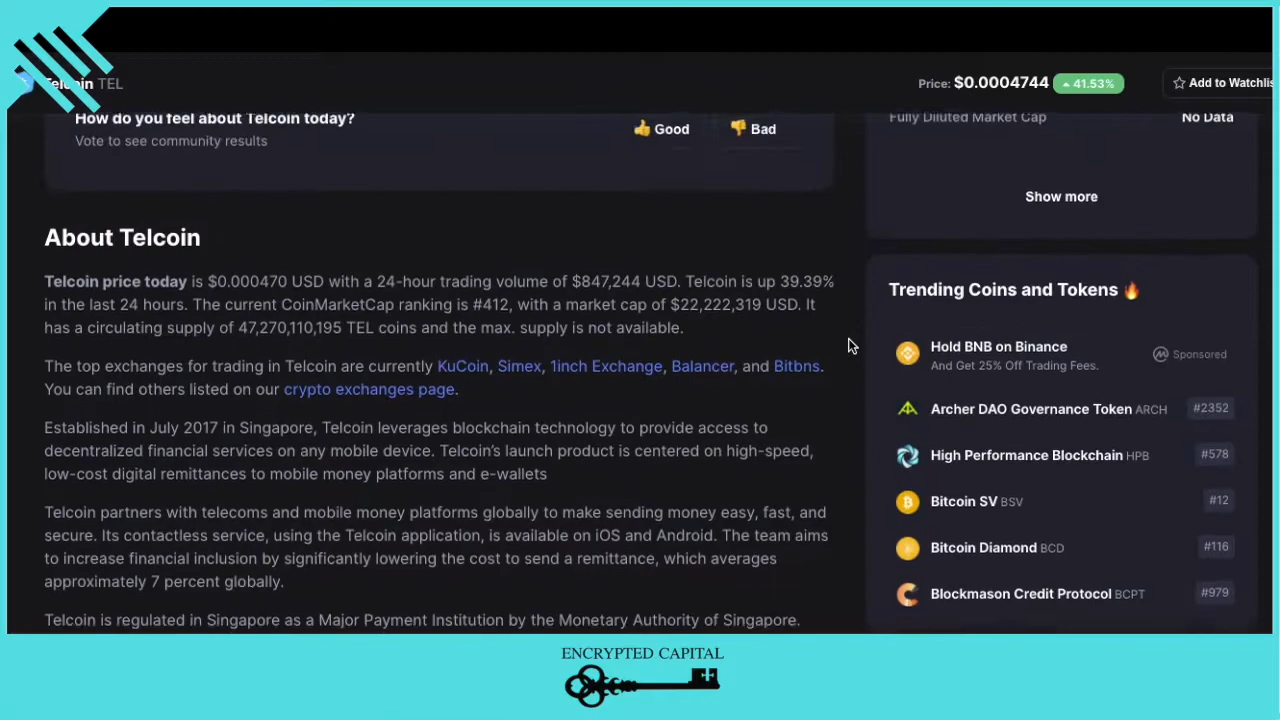 Telcoin TEL
Price: $0.0004744 41.53%
Add to Watchlis
How do you feel about Telcoin today?
Vote to see community results
👍 Good
👎 Bad
Fully Diluted Market Cap
No Data
Show more
About Telcoin
Telcoin price today is $0.000470 USD with a 24-hour trading volume of $847,244 USD. Telcoin is up 39.39%
in the last 24 hours. The current CoinMarketCap ranking is #412, with a market cap of $22,222,319 USD. It
has a circulating supply of 47,270,110,195 TEL coins and the max. supply is not available.
The top exchanges for trading in Telcoin are currently KuCoin, Simex, 1inch Exchange, Balancer, and Bitbns.
You can find others listed on our crypto exchanges page.
Established in July 2017 in Singapore, Telcoin leverages blockchain technology to provide access to
decentralized financial services on any mobile device. Telcoin’s launch product is centered on high-speed,
low-cost digital remittances to mobile money platforms and e-wallets
Telcoin partners with telecoms and mobile money platforms globally to make sending money easy, fast, and
secure. Its contactless service, using the Telcoin application, is available on iOS and Android. The team aims
to increase financial inclusion by significantly lowering the cost to send a remittance, which averages
approximately 7 percent globally.
Telcoin is regulated in Singapore as a Major Payment Institution by the Monetary Authority of Singapore.
Trending Coins and Tokens 🔥
Hold BNB on Binance
And Get 25% Off Trading Fees.
Sponsored
Archer DAO Governance Token ARCH #2352
High Performance Blockchain HPB #578
Bitcoin SV BSV #12
Bitcoin Diamond BCD #116
Blockmason Credit Protocol BCPT #979
ENCRYPTED CAPITAL